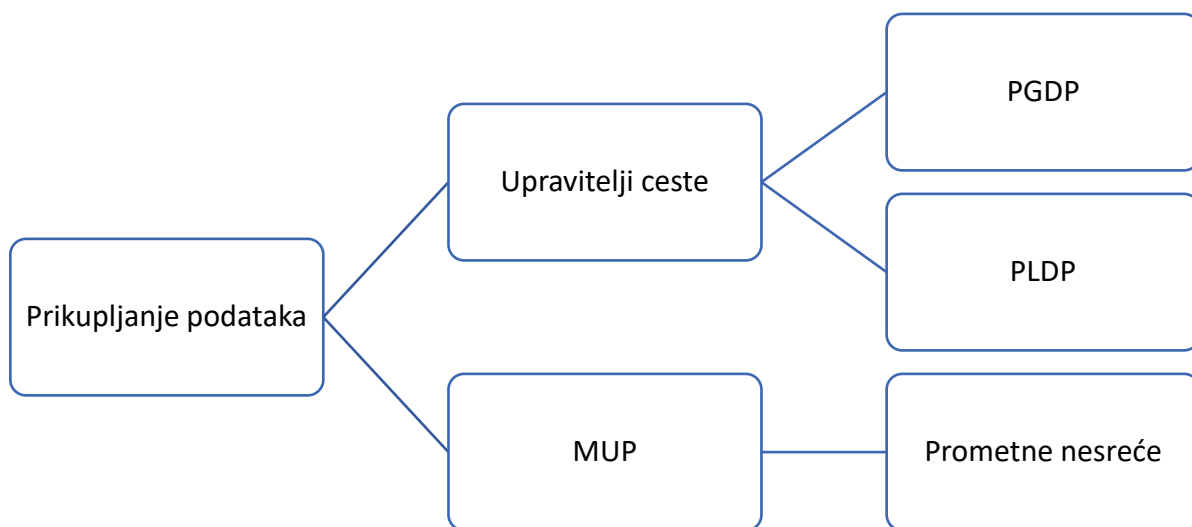 Prikupljanje podataka
Upravitelji ceste
PGDP
PLDP
MUP
Prometne nesreće